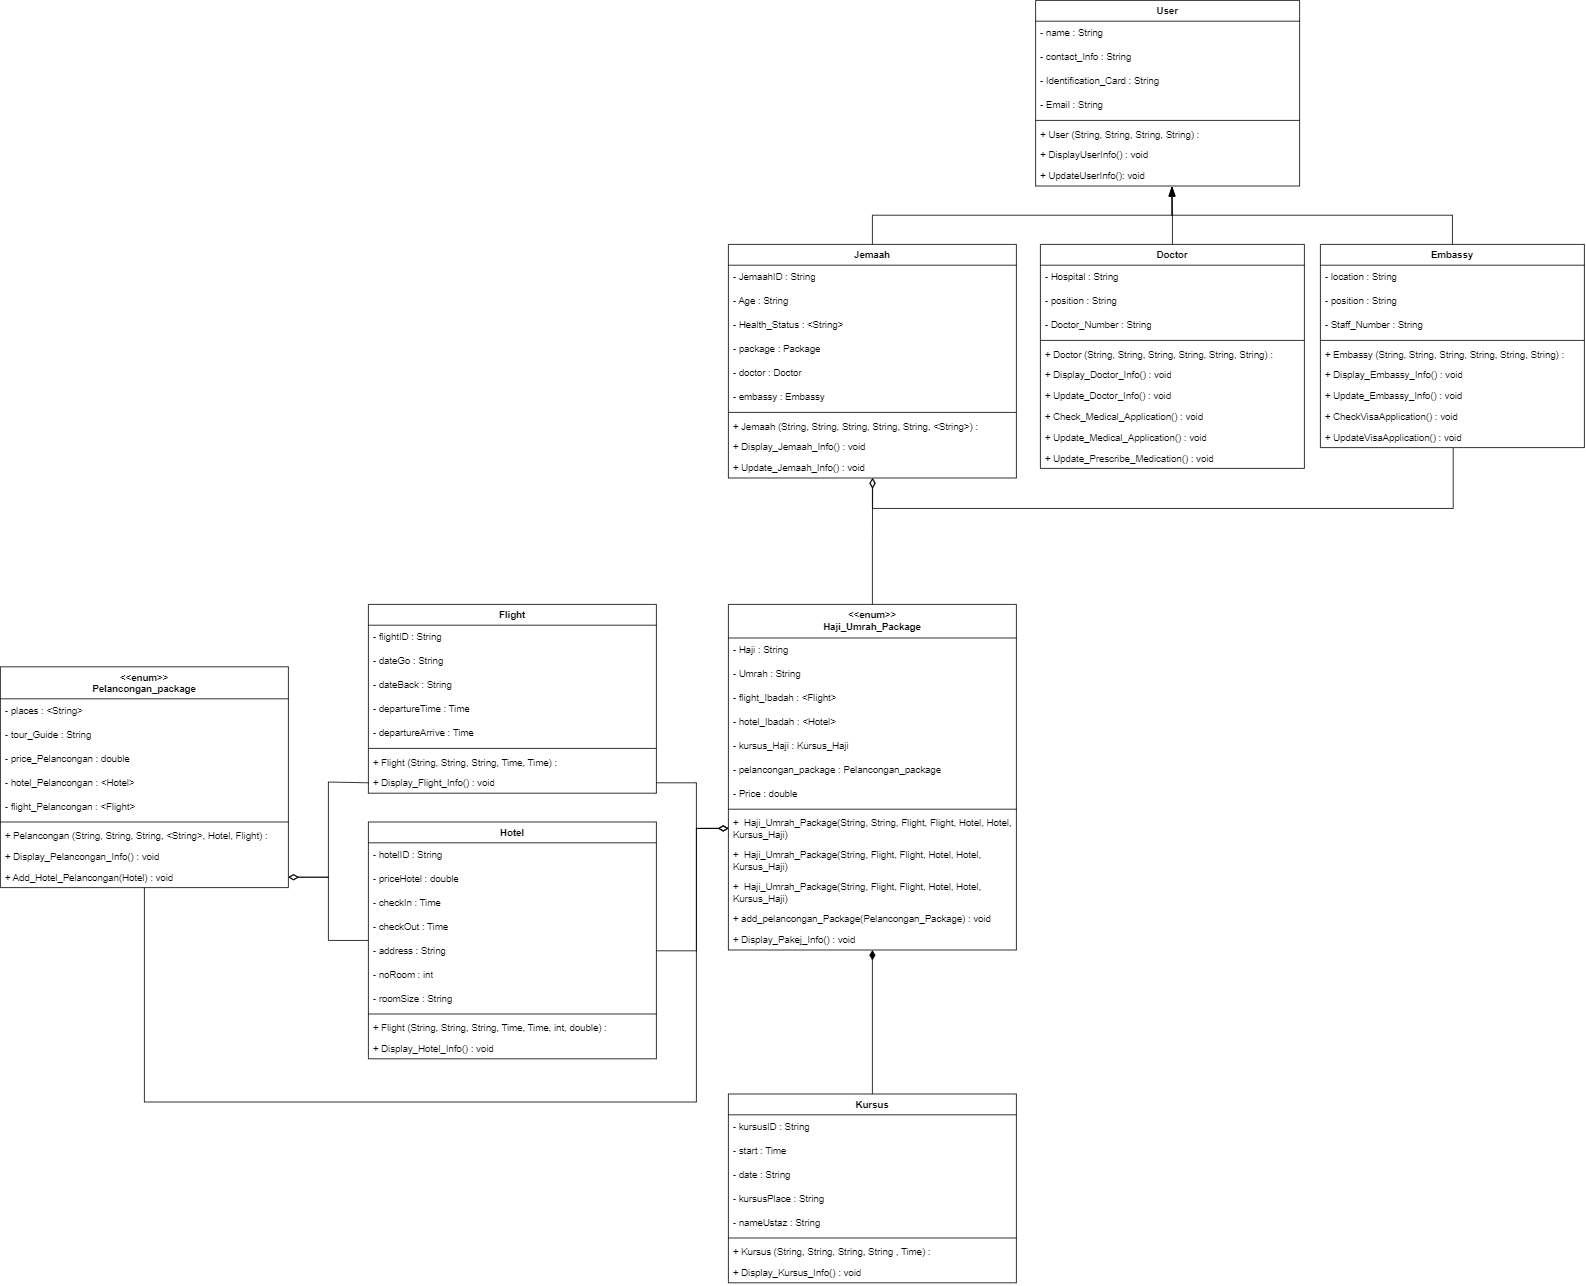 User
- name : String
- contact_Info : String
- Identification_Card : String
- Email : String
+ User (String, String, String, String) :
+ DisplayUserInfo() : void
+ UpdateUserInfo(): void
Jemaah
- JemaahID : String
- Age : String
- Health_Status : <String>
- package : Package
- doctor : Doctor
- embassy : Embassy
+ Jemaah (String, String, String, String, String, <String>) :
+ Display_Jemaah_Info() : void
+ Update_Jemaah_Info() : void
Doctor
- Hospital : String
- position : String
- Doctor_Number : String
+ Doctor (String, String, String, String, String, String) :
+ Display_Doctor_Info() : void
+ Update_Doctor_Info() : void
+ Check_Medical_Application() : void
+ Update_Medical_Application() : void
+ Update_Prescribe_Medication() : void
Embassy
- location : String
- position : String
- Staff_Number : String
+ Embassy (String, String, String, String, String, String) :
+ Display_Embassy_Info() : void
+ Update_Embassy_Info() : void
+ CheckVisaApplication() : void
+ UpdateVisaApplication() : void
<<enum>>
Pelancongan_package
- places : <String>
- tour_Guide : String
- price_Pelancongan : double
- hotel_Pelancongan : <Hotel>
- flight_Pelancongan : <Flight>
+ Pelancongan (String, String, String, <String>, Hotel, Flight) :
+ Display_Pelancongan_Info() : void
+ Add_Hotel_Pelancongan(Hotel) : void
Flight
- flightID : String
- dateGo : String
- dateBack : String
- departureTime : Time
- departureArrive : Time
+ Flight (String, String, String, Time, Time) :
+ Display_Flight_Info() : void
Hotel
- hotelID : String
- priceHotel : double
- checkIn : Time
- checkOut : Time
- address : String
- noRoom : int
- roomSize : String
+ Flight (String, String, String, Time, Time, int, double) :
+ Display_Hotel_Info() : void
<<enum>>
Haji_Umrah_Package
- Haji : String
- Umrah : String
- flight_Ibadah : <Flight>
- hotel_Ibadah : <Hotel>
- kursus_Haji : Kursus_Haji
- pelancongan_package : Pelancongan_package
- Price : double
+ Haji_Umrah_Package(String, String, Flight, Flight, Hotel, Hotel,
Kursus_Haji)
+ Haji_Umrah_Package(String, Flight, Flight, Hotel, Hotel,
Kursus_Haji)
+ Haji_Umrah_Package(String, Flight, Flight, Hotel, Hotel,
Kursus_Haji)
+ add_pelancongan_Package(Pelancongan_Package) : void
+ Display_Pakej_Info() : void
Kursus
- kursusID : String
- start : Time
- date : String
- kursusPlace : String
- nameUstaz : String
+ Kursus (String, String, String, String , Time) :
+ Display_Kursus_Info() : void